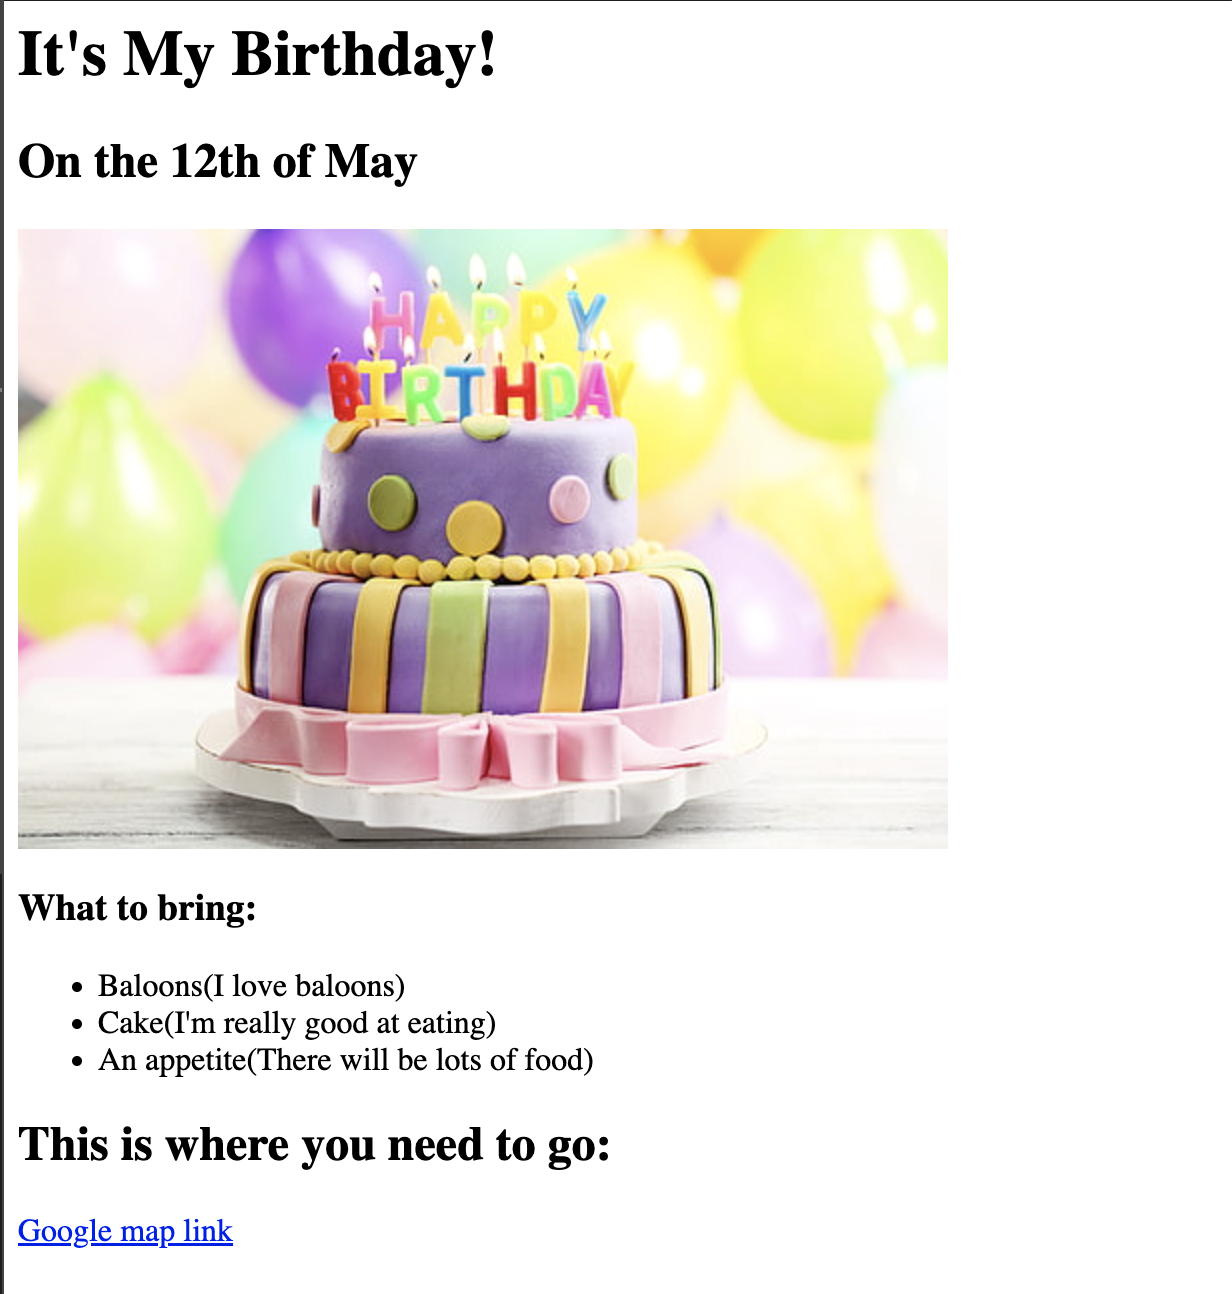 It's My Birthday!
On the 12th of May
HAPPY
BIRTHDAY
What to bring:
Baloons(I love baloons)
Cake(I'm really good at eating)
An appetite(There will be lots of food)
This is where you need to go:
Google map link